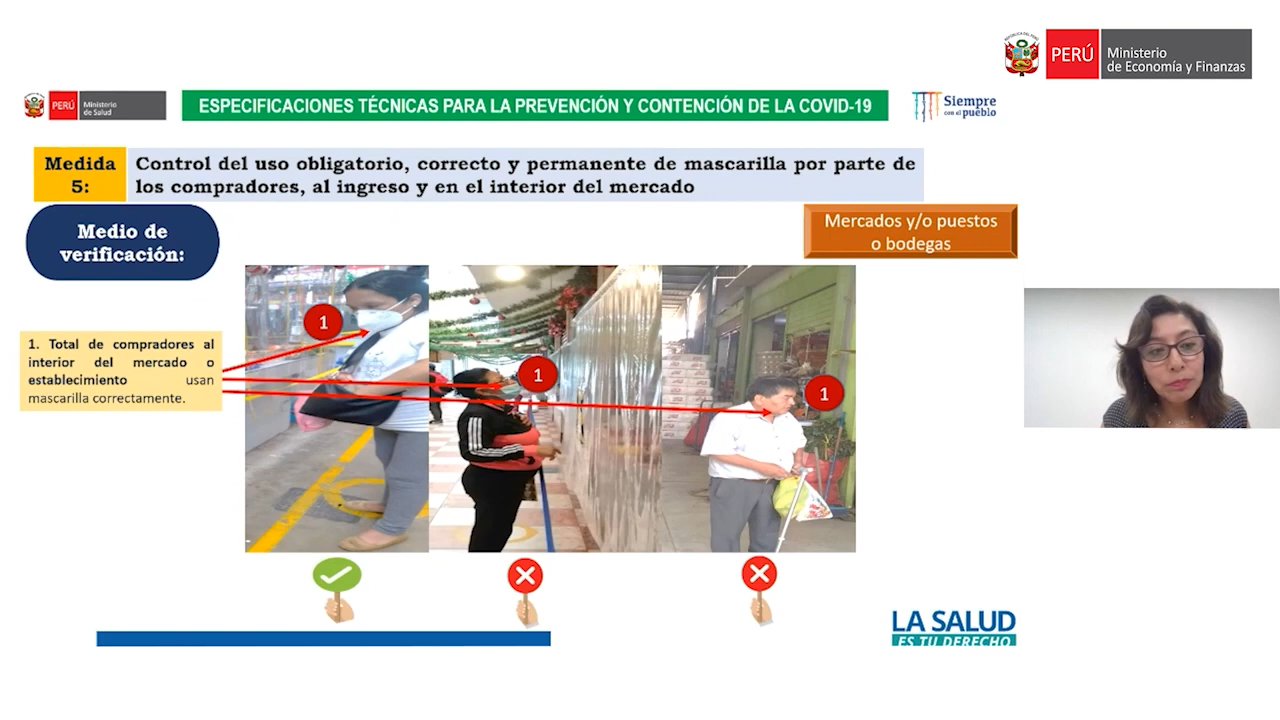 REPÚBLICA DEL PERÚ
PERÚ
Ministerio
de Economía y Finanzas
PERÚ
Ministerio
de Salud
ESPECIFICACIONES TÉCNICAS PARA LA PREVENCIÓN Y CONTENCIÓN DE LA COVID-19
Siempre
con el pueblo
Medida
5:
Control del uso obligatorio, correcto y permanente de mascarilla por parte de
los compradores, al ingreso y en el interior del mercado
Medio de
verificación:
Mercados y/o puestos
o bodegas
1. Total de compradores al
interior del mercado o
establecimiento usan
mascarilla correctamente.
1
1
1
LA SALUD
ES TU DERECHO